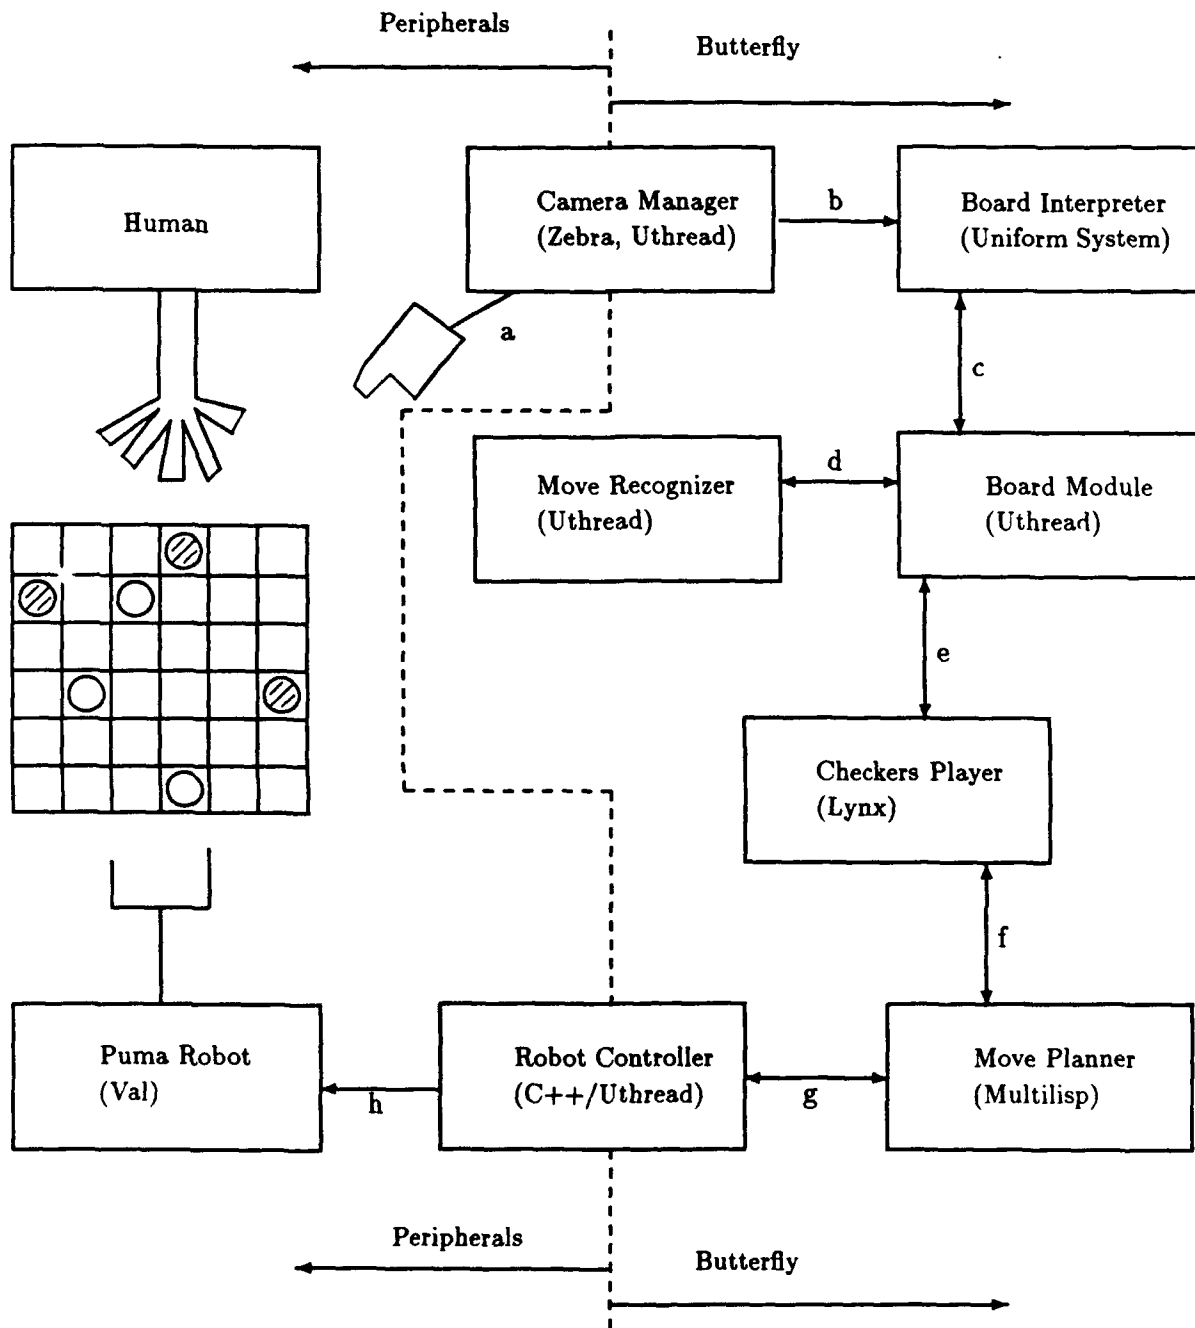 Peripherals
Butterfly
Human
Camera Manager
(Zebra, Uthread)
b
Board Interpreter
(Uniform System)
a
c
Move Recognizer
(Uthread)
d
Board Module
(Uthread)
e
Checkers Player
(Lynx)
f
Puma Robot
(Val)
h
Robot Controller
(C++/Uthread)
g
Move Planner
(Multilisp)
Peripherals
Butterfly